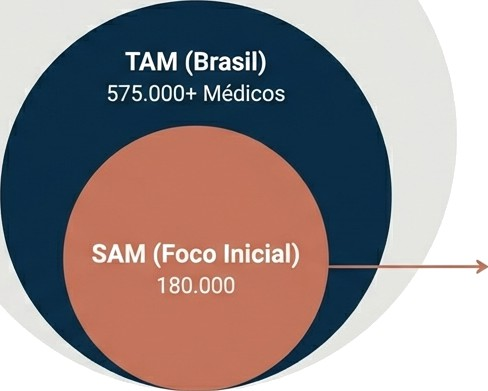 TAM (Brasil)
575.000+ Médicos
SAM (Foco Inicial)
180.000